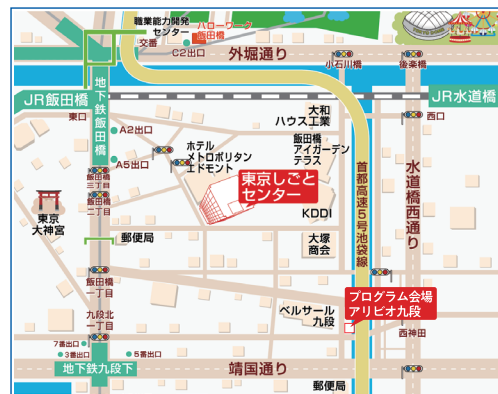 職業能力開発
センター
ハローワーク
飯田橋
交番
C2出口
外堀通り
小石川橋
後楽橋
TOKYO DOME
JR飯田橋
地下鉄飯田橋
JR水道橋
東口
西口
A2出口
大和
ハウス工業
ホテル
メトロポリタン
エドモント
飯田橋
アイガーデン
テラス
A5出口
飯田橋
三丁目
東京しごと
センター
首都高速5号池袋線
水道橋西通り
飯田橋
二丁目
東京
大神宮
KDDI
郵便局
大塚
商会
飯田橋
一丁目
プログラム会場
アリビオ九段
ベルサール
九段
九段北
一丁目
西神田
7番出口
3番出口
5番出口
地下鉄九段下
靖国通り
郵便局